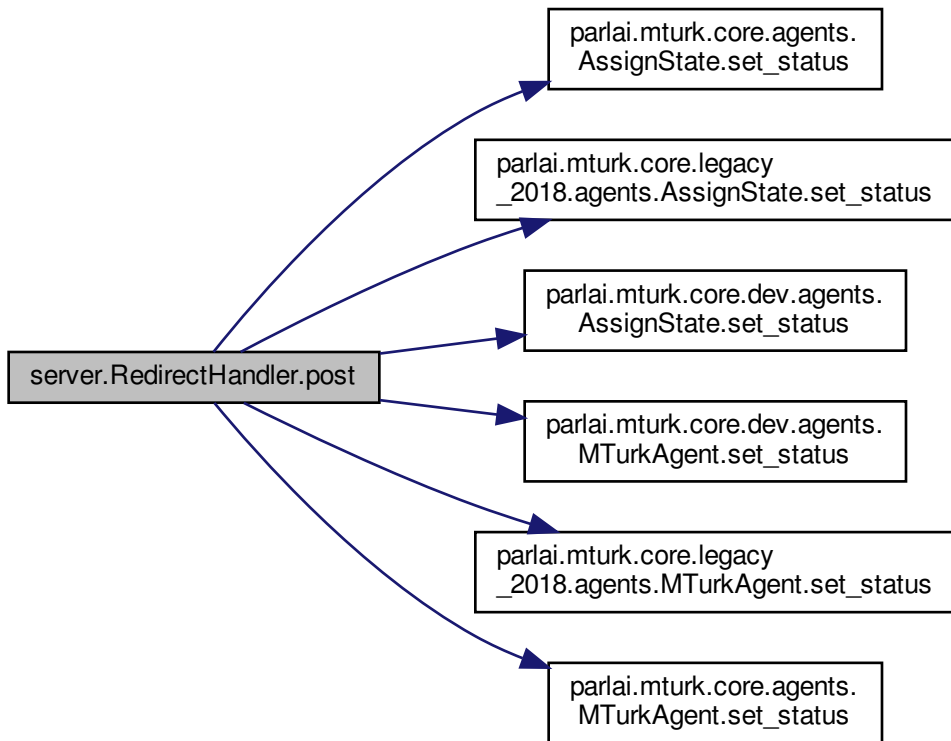 parlai.mturk.core.agents.
AssignState.set_status
parlai.mturk.core.legacy
_2018.agents.AssignState.set_status
parlai.mturk.core.dev.agents.
AssignState.set_status
server.RedirectHandler.post
parlai.mturk.core.dev.agents.
MTurkAgent.set_status
parlai.mturk.core.legacy
_2018.agents.MTurkAgent.set_status
parlai.mturk.core.agents.
MTurkAgent.set_status